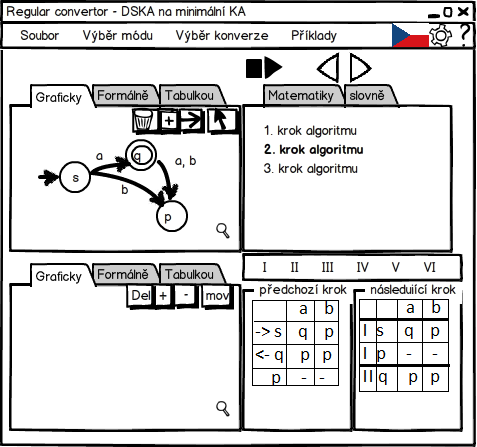 Regular convertor - DSKA na minimální KA
Soubor Výběr módu Výběr konverze Příklady ?
Graficky Formálně Tabulkou
Matematiky slovně
+
1. krok algoritmu
2. krok algoritmu
3. krok algoritmu
a q a, b
s b
p
I II III IV V VI
Graficky Formálně Tabulkou
Del + - mov
předchozí krok
a b
->s q p
<-q p p
p - -
následující krok
a b
I s q p
I p - -
II q p p